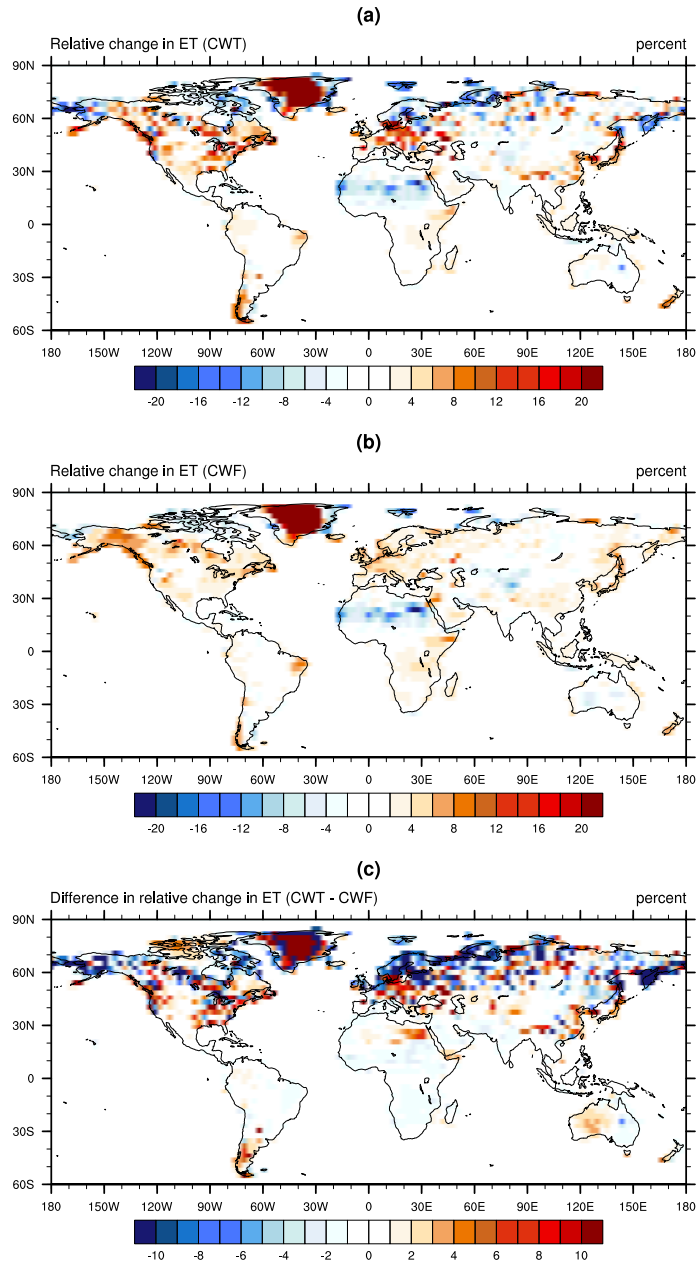 (a)
Relative change in ET (CWT) percent
90N
60N
30N
0
30S
60S
180 150W 120W 90W 60W 30W 0 30E 60E 90E 120E 150E 180
-20 -16 -12 -8 -4 0 4 8 12 16 20
(b)
Relative change in ET (CWF) percent
90N
60N
30N
0
30S
60S
180 150W 120W 90W 60W 30W 0 30E 60E 90E 120E 150E 180
-20 -16 -12 -8 -4 0 4 8 12 16 20
(c)
Difference in relative change in ET (CWT - CWF) percent
90N
60N
30N
0
30S
60S
180 150W 120W 90W 60W 30W 0 30E 60E 90E 120E 150E 180
-10 -8 -6 -4 -2 0 2 4 6 8 10